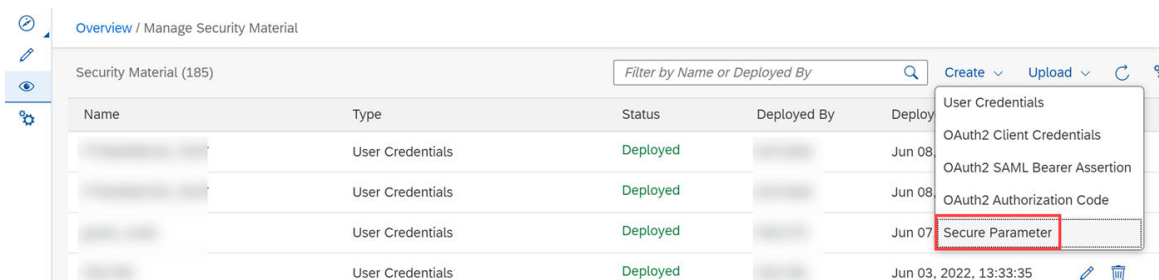 Overview / Manage Security Material
Security Material (185)
Filter by Name or Deployed By
Create
Upload
Name
Type
Status
Deployed By
Deploy
User Credentials
OAuth2 Client Credentials
OAuth2 SAML Bearer Assertion
OAuth2 Authorization Code
Secure Parameter
User Credentials
Deployed
Jun 08,
User Credentials
Deployed
Jun 08,
User Credentials
Deployed
Jun 07
User Credentials
Deployed
Jun 03, 2022, 13:33:35